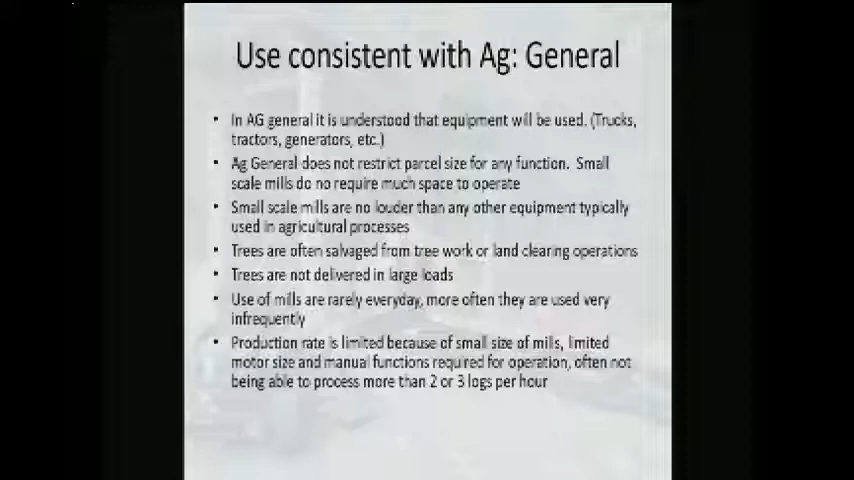 Use consistent with Ag: General
• In AG general it is understood that equipment will be used. (Trucks,
tractors, generators, etc.)
• Ag General does not restrict parcel size for any function. Small
scale mills do no require much space to operate
• Small scale mills are no louder than any other equipment typically
used in agricultural processes
• Trees are often salvaged from tree work or land clearing operations
• Trees are not delivered in large loads
• Use of mills are rarely everyday, more often they are used very
infrequently
• Production rate is limited because of small size of mills, limited
motor size and manual functions required for operation, often not
being able to process more than 2 or 3 logs per hour